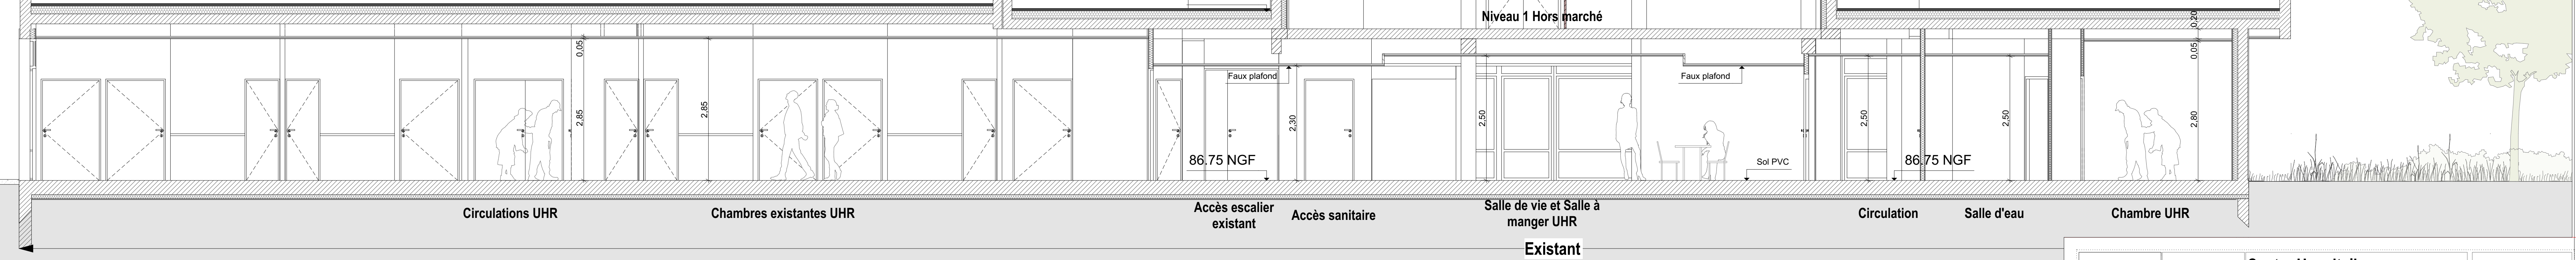 Niveau 1 Hors marché
0,20
0,05
0,05
2,85
2,85
Faux plafond
Faux plafond
2,30
2,50
2,50
2,50
2,80
86.75 NGF
Sol PVC
86.75 NGF
Circulations UHR
Chambres existantes UHR
Accès escalier
existant
Accès sanitaire
Salle de vie et Salle à
manger UHR
Circulation
Salle d'eau
Chambre UHR
Existant